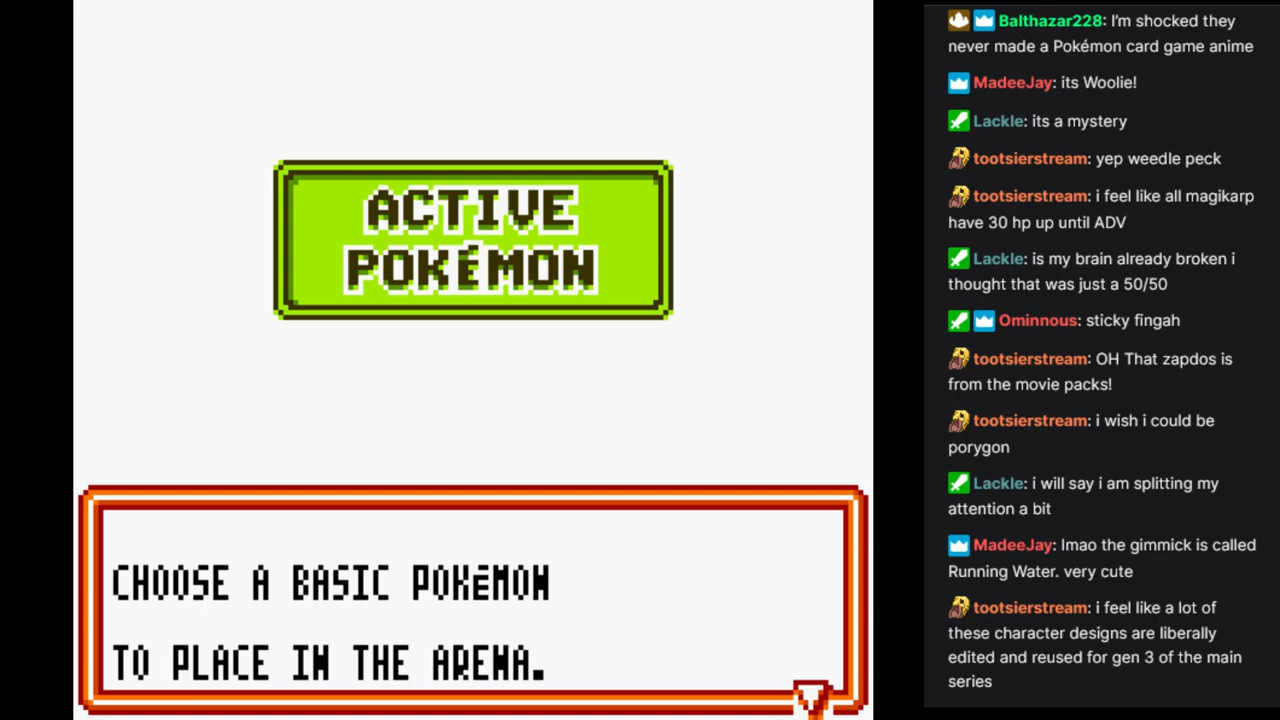 ACTIVE
POKÉMON
CHOOSE A BASIC POKéMON
TO PLACE IN THE ARENA.
Balthazar228: I'm shocked they
never made a Pokémon card game anime
MadeeJay: its Woolie!
Lackle: its a mystery
tootsierstream: yep weedle peck
tootsierstream: i feel like all magikarp
have 30 hp up until ADV
Lackle: is my brain already broken i
thought that was just a 50/50
Ominnous: sticky fingah
tootsierstream: OH That zapdos is
from the movie packs!
tootsierstream: i wish i could be
porygon
Lackle: i will say i am splitting my
attention a bit
MadeeJay: lmao the gimmick is called
Running Water. very cute
tootsierstream: i feel like a lot of
these character designs are liberally
edited and reused for gen 3 of the main
series